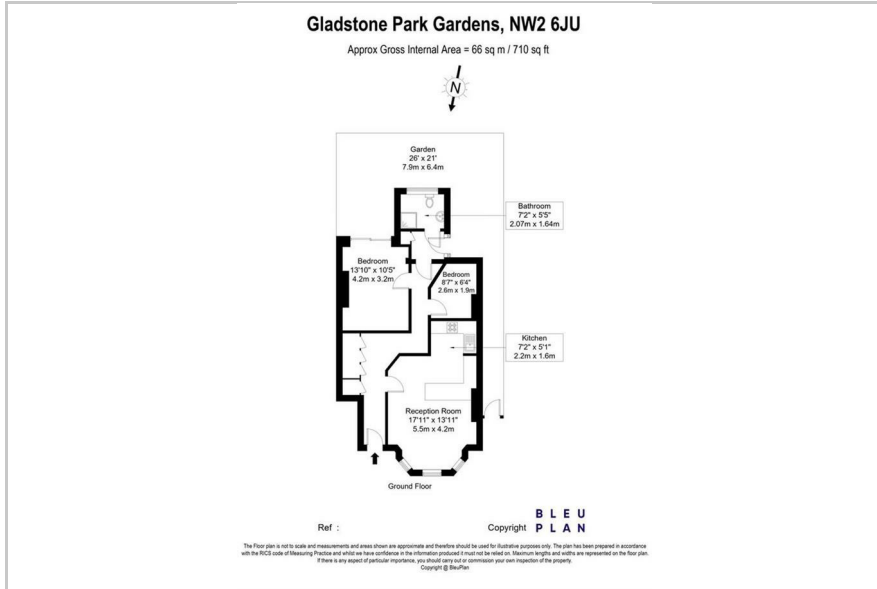 Gladstone Park Gardens, NW2 6JU
Approx Gross Internal Area = 66 sq m / 710 sq ft
N
Garden
26' x 21'
7.9m x 6.4m
Bathroom
7'2" x 5'5"
2.07m x 1.64m
Bedroom
13'10" x 10'5"
4.2m x 3.2m
Bedroom
8'7" x 6'4"
2.6m x 1.9m
Kitchen
7'2" x 5'1"
2.2m x 1.6m
Reception Room
17'11" x 13'11"
5.5m x 4.2m
Ground Floor
Ref :
Copyright
BLEU
PLAN
The Floor plan is not to scale and measurements and areas shown are approximate and therefore should be used for illustrative purposes only. The plan has been prepared in accordance
with the RICS code of Measuring Practice and whilst we have confidence in the information produced it must not be relied on. Maximum lengths and widths are represented on the floor plan.
If there is any aspect of particular importance, you should carry out or commission your own inspection of the property.
Copyright @ BleuPlan